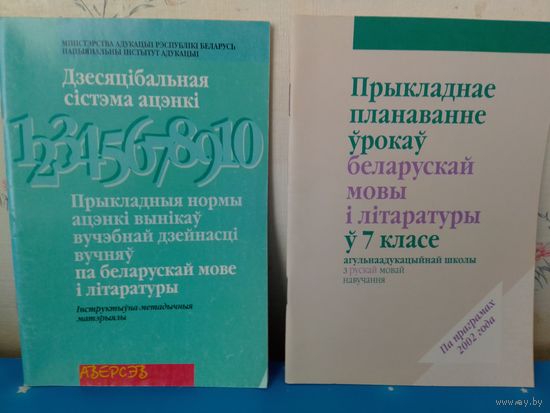 МІНІСТЭРСТВА АДУКАЦЫІ РЭСПУБЛІКІ БЕЛАРУСЬ
НАЦЫЯНАЛЬНЫ ІНСТЫТУТ АДУКАЦЫІ
Дзесяцібальная
сістэма ацэнкі
12345678910
Прыкладныя нормы
ацэнкі вынікаў
вучэбнай дзейнасці
вучняў
па беларускай мове
і літаратуры
Інструктыўна-метадычныя
матэрыялы
АВЕРСЭВ
Прыкладнае
планаванне
ўрокаў
беларускай
мовы
і літаратуры
ў 7 класе
агульнаадукацыйнай школы
з рускай мовай
навучання
Па праграмах
2002 года
www.ay.by